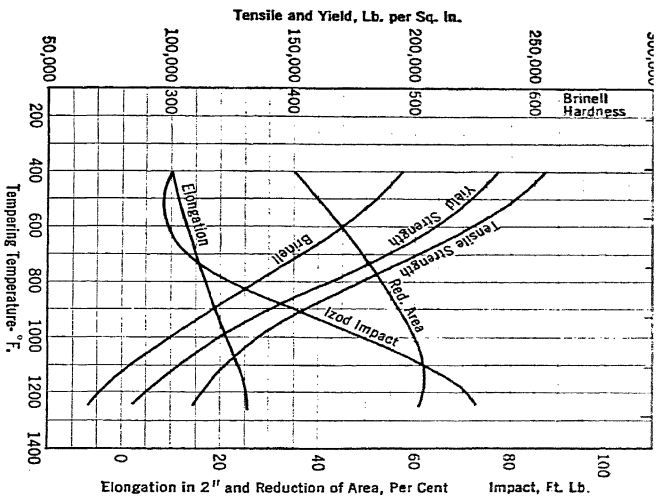 Tensile and Yield, Lb. per Sq. In.
50,000
100,000
150,000
200,000
250,000
300
400
500
600
Brinell
Hardness
200
400
600
800
1000
1200
1400
Tempering Temperature-°F.
Elongation
Brinell
Yield Strength
Tensile Strength
Red. Area
Izod Impact
0
20
40
60
80
100
Elongation in 2" and Reduction of Area, Per Cent
Impact, Ft. Lb.